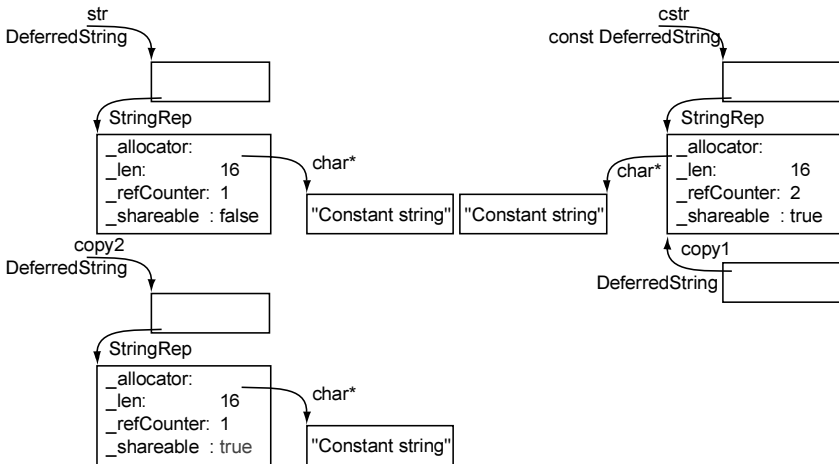 str
DeferredString
StringRep
_allocator:
_len: 16
_refCounter: 1
_shareable : false
char*
"Constant string"
cstr
const DeferredString
StringRep
_allocator:
_len: 16
_refCounter: 2
_shareable : true
char*
"Constant string"
copy1
DeferredString
copy2
DeferredString
StringRep
_allocator:
_len: 16
_refCounter: 1
_shareable : true
char*
"Constant string"